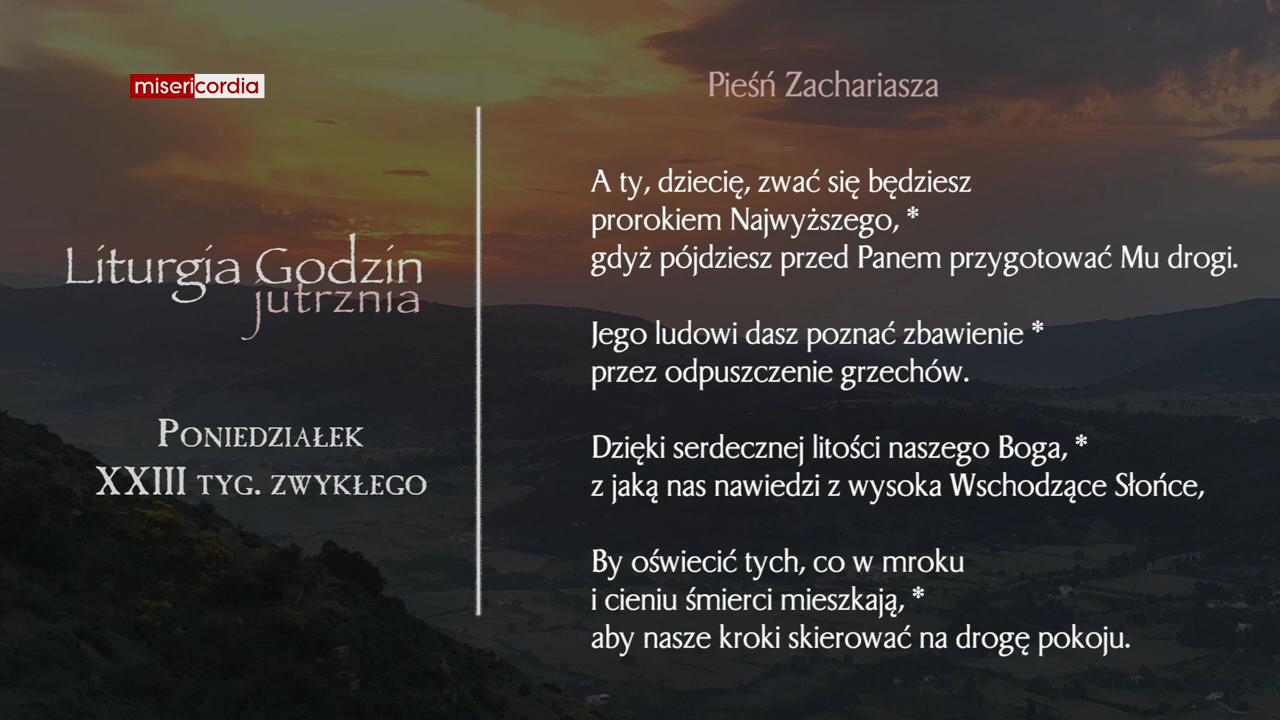 misericordia
Liturgia Godzin
jutrznia
Poniedziałek
XXIII tyg. zwykłego
Pieśń Zachariasza
A ty, dziecię, zwać się będziesz
prorokiem Najwyższego, *
gdyż pójdziesz przed Panem przygotować Mu drogi.
Jego ludowi dasz poznać zbawienie *
przez odpuszczenie grzechów.
Dzięki serdecznej litości naszego Boga, *
z jaką nas nawiedzi z wysoka Wschodzące Słońce,
By oświecić tych, co w mroku
i cieniu śmierci mieszkają, *
aby nasze kroki skierować na drogę pokoju.